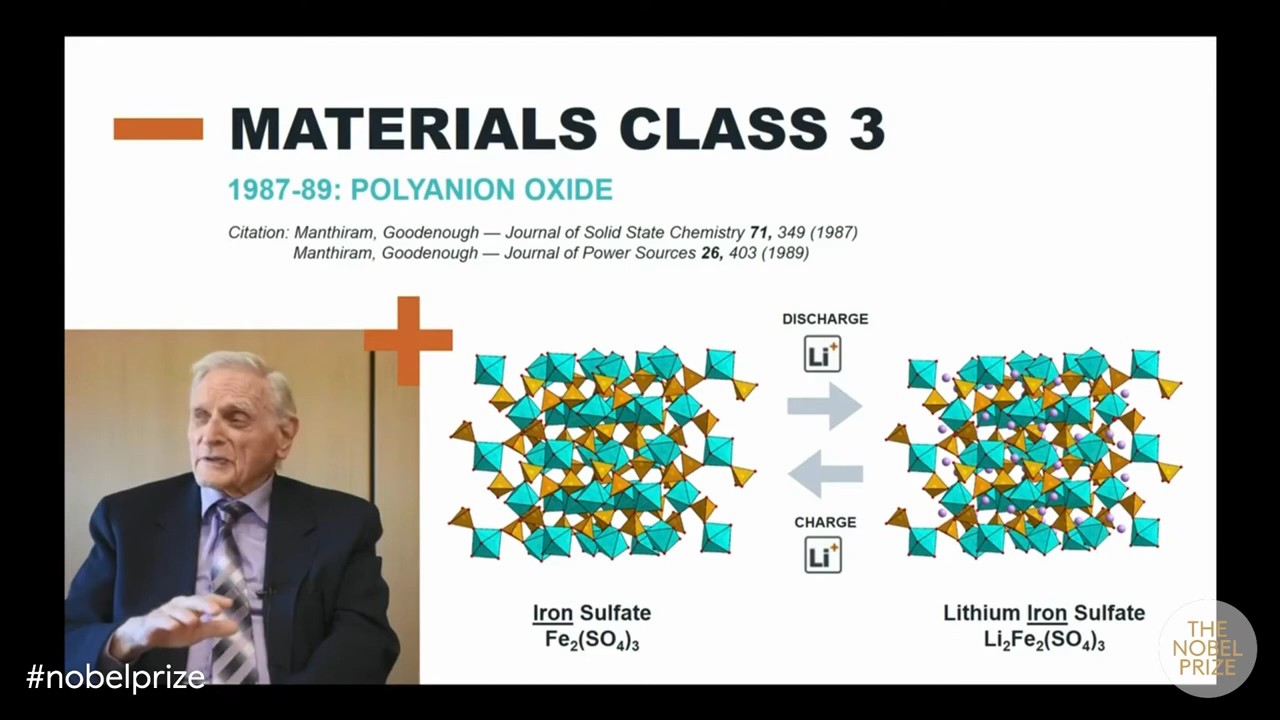 MATERIALS CLASS 3
1987-89: POLYANION OXIDE
Citation: Manthiram, Goodenough — Journal of Solid State Chemistry 71, 349 (1987)
Manthiram, Goodenough — Journal of Power Sources 26, 403 (1989)
DISCHARGE
Li⁺
CHARGE
Li⁺
Iron Sulfate
Fe₂(SO₄)₃
Lithium Iron Sulfate
Li₂Fe₂(SO₄)₃
THE
NOBEL
PRIZE
#nobelprize